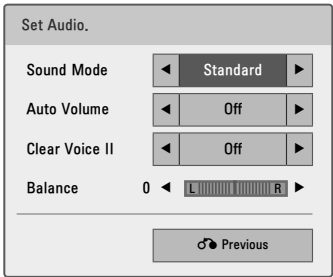 Set Audio.
Sound Mode ◄ Standard ►
Auto Volume ◄ Off ►
Clear Voice II ◄ Off ►
Balance 0 ◄ L R ►
Previous